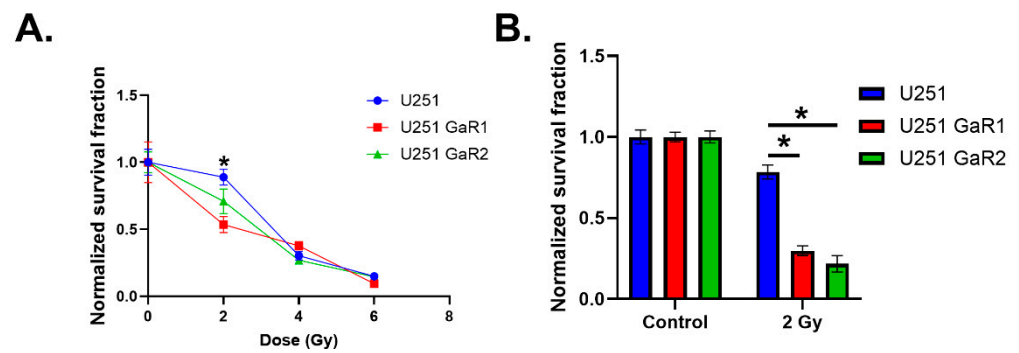 A.
Normalized survival fraction
1.5
1.0
0.5
0.0
0 2 4 6 8
Dose (Gy)
*
U251
U251 GaR1
U251 GaR2
B.
Normalized survival fraction
1.5
1.0
0.5
0.0
Control 2 Gy
*
*
U251
U251 GaR1
U251 GaR2